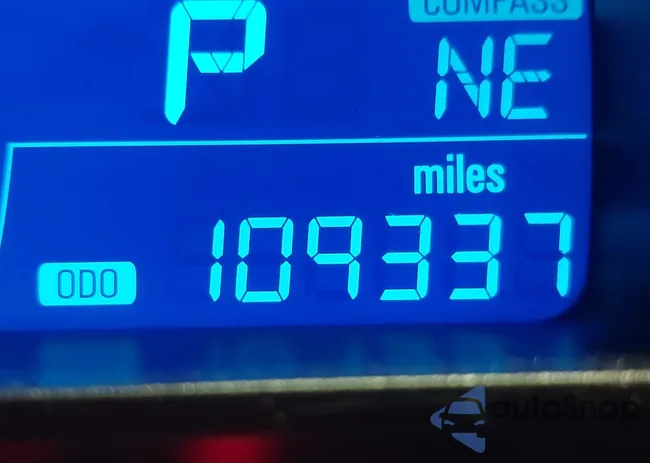 P
COMPASS
NE
miles
ODO 109337
autoSnap